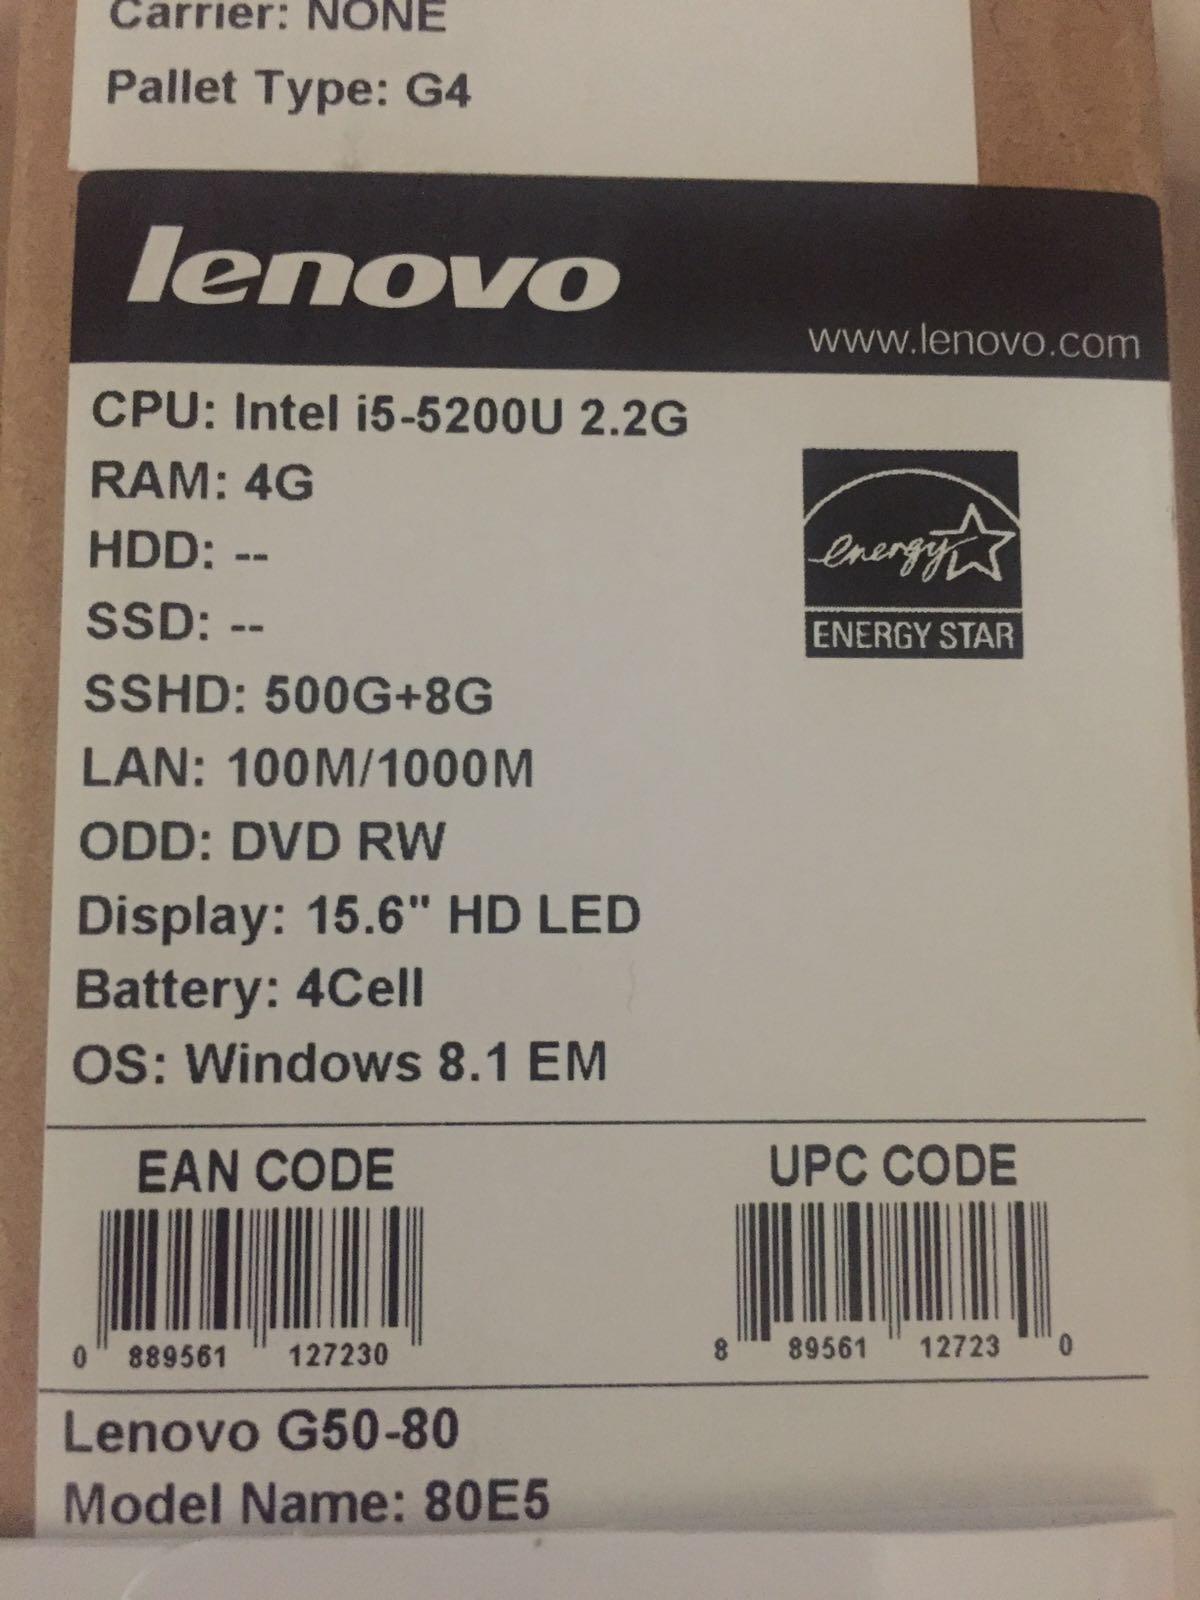 Carrier: NONE
Pallet Type: G4
lenovo
www.lenovo.com
CPU: Intel i5-5200U 2.2G
RAM: 4G
HDD: --
SSD: --
SSHD: 500G+8G
LAN: 100M/1000M
ODD: DVD RW
Display: 15.6" HD LED
Battery: 4Cell
OS: Windows 8.1 EM
energy
ENERGY STAR
EAN CODE
0 889561 127230
UPC CODE
8 89561 12723 0
Lenovo G50-80
Model Name: 80E5